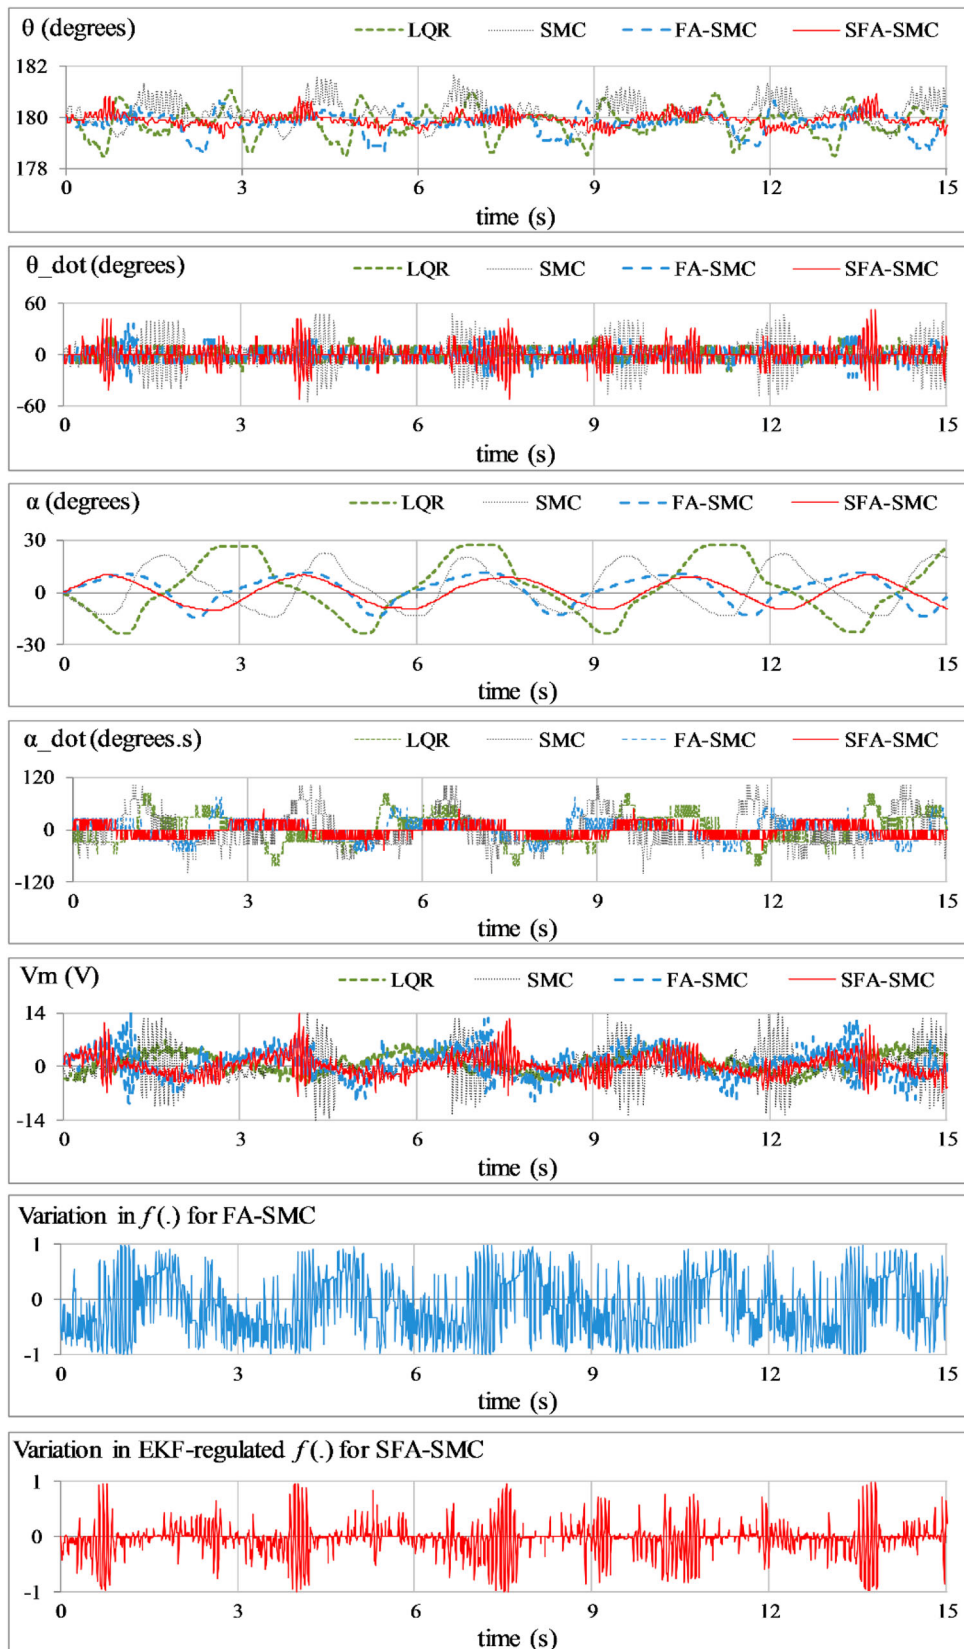 θ (degrees)
LQR SMC FA-SMC SFA-SMC
182
180
178
0 3 6 9 12 15
time (s)
θ_dot (degrees)
LQR SMC FA-SMC SFA-SMC
60
0
-60
0 3 6 9 12 15
time (s)
α (degrees)
LQR SMC FA-SMC SFA-SMC
30
0
-30
0 3 6 9 12 15
time (s)
α_dot (degrees.s)
LQR SMC FA-SMC SFA-SMC
120
0
-120
0 3 6 9 12 15
time (s)
Vm (V)
LQR SMC FA-SMC SFA-SMC
14
0
-14
0 3 6 9 12 15
time (s)
Variation in f(.) for FA-SMC
1
0
-1
0 3 6 9 12 15
time (s)
Variation in EKF-regulated f(.) for SFA-SMC
1
0
-1
0 3 6 9 12 15
time (s)